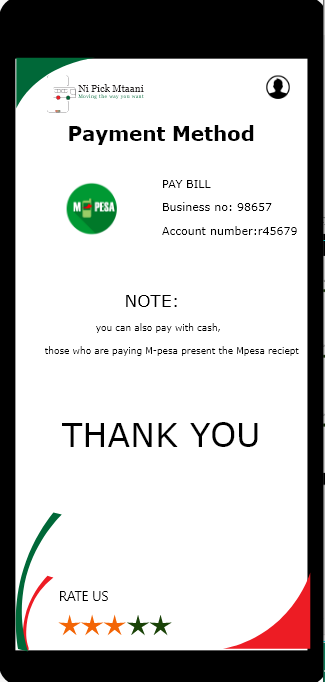 Ni Pick Mtaani
Moving the way you want
Payment Method
M PESA
PAY BILL
Business no: 98657
Account number:r45679
NOTE:
you can also pay with cash,
those who are paying M-pesa present the Mpesa reciept
THANK YOU
RATE US